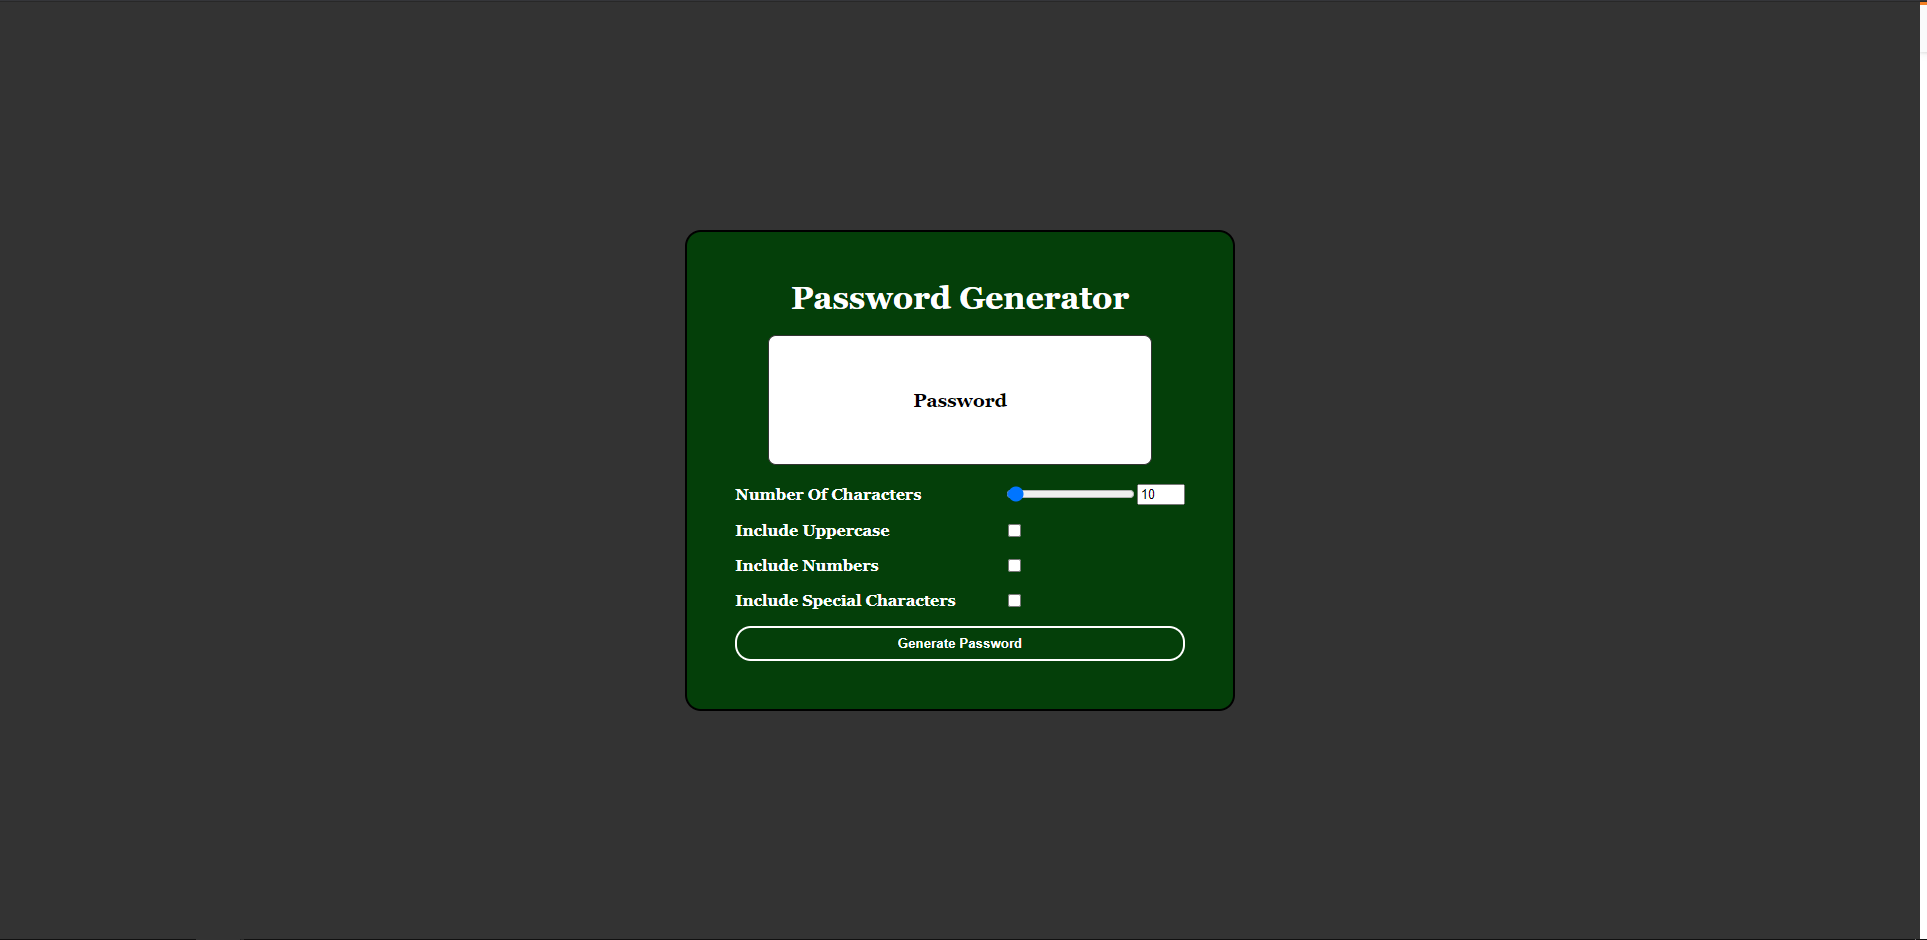 Password Generator
Password
Number Of Characters 10
Include Uppercase
Include Numbers
Include Special Characters
Generate Password